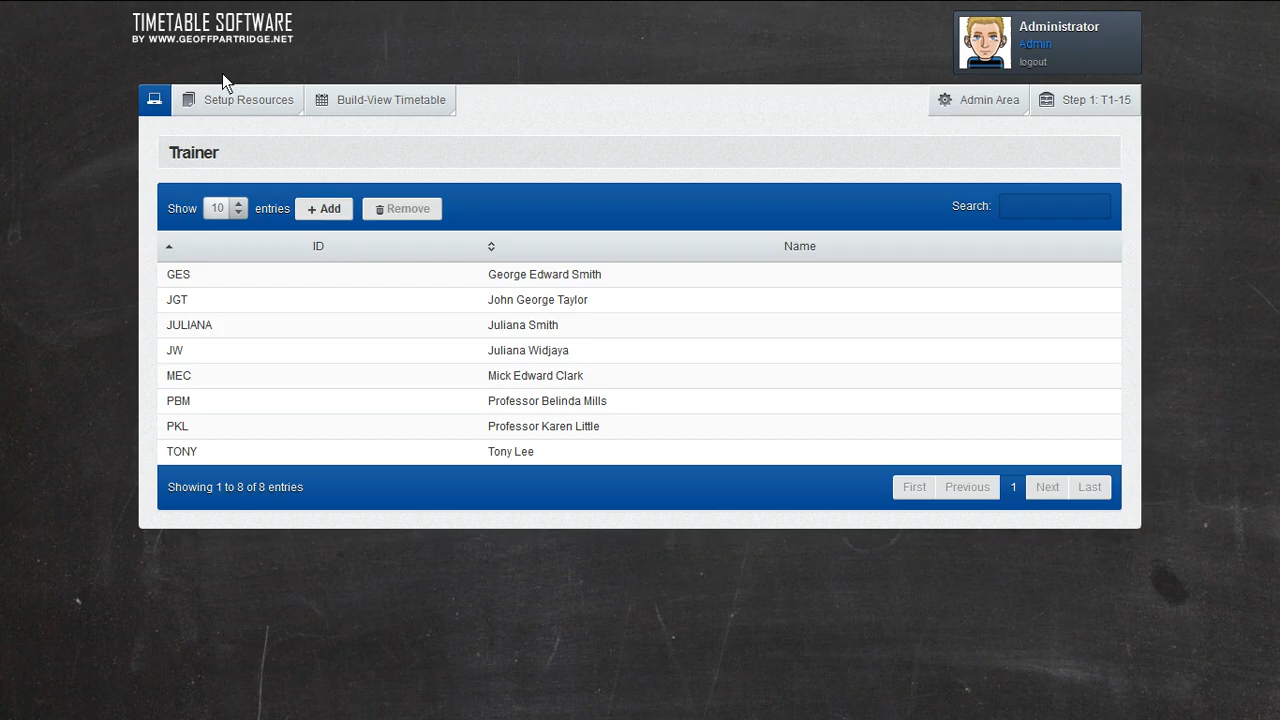 TIMETABLE SOFTWARE
BY WWW.GEOFFPARTRIDGE.NET
Administrator
Admin
logout
Setup Resources
Build-View Timetable
Admin Area
Step 1: T1-15
Trainer
Show 10 entries + Add Remove
Search:
ID Name
GES George Edward Smith
JGT John George Taylor
JULIANA Juliana Smith
JW Juliana Widjaya
MEC Mick Edward Clark
PBM Professor Belinda Mills
PKL Professor Karen Little
TONY Tony Lee
Showing 1 to 8 of 8 entries
First Previous 1 Next Last